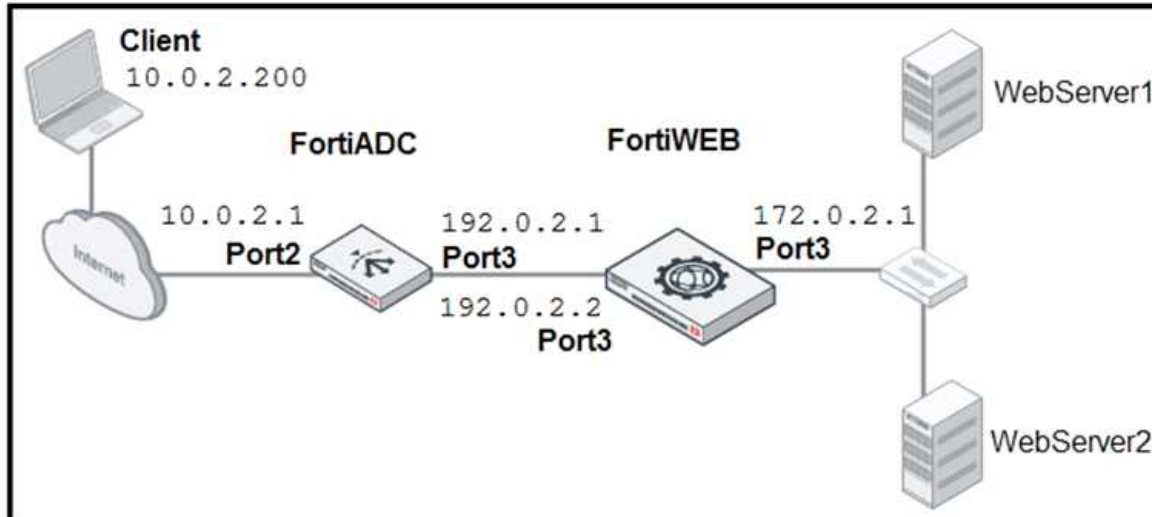 Client
10.0.2.200
WebServer1
FortiADC
FortiWEB
10.0.2.1
Port2
192.0.2.1
Port3
172.0.2.1
Port3
Internet
192.0.2.2
Port3
WebServer2